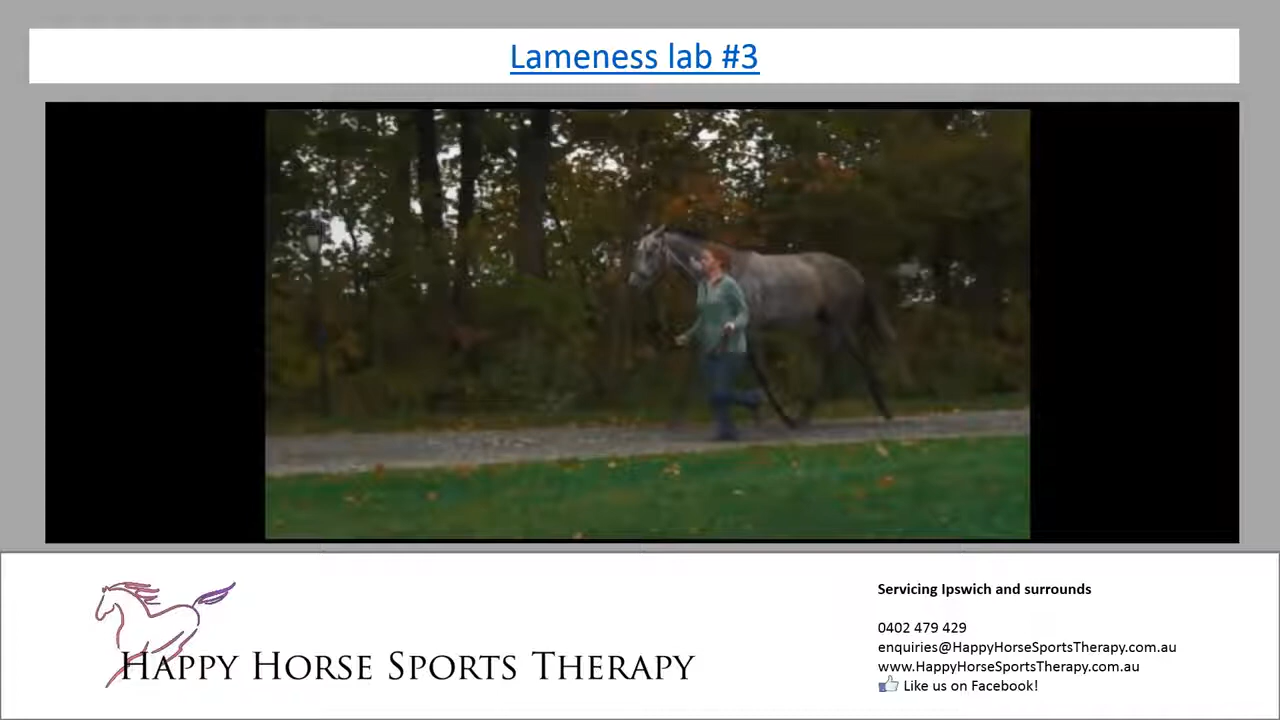 Lameness lab #3
HAPPY HORSE SPORTS THERAPY
Servicing Ipswich and surrounds
0402 479 429
enquiries@HappyHorseSportsTherapy.com.au
www.HappyHorseSportsTherapy.com.au
Like us on Facebook!